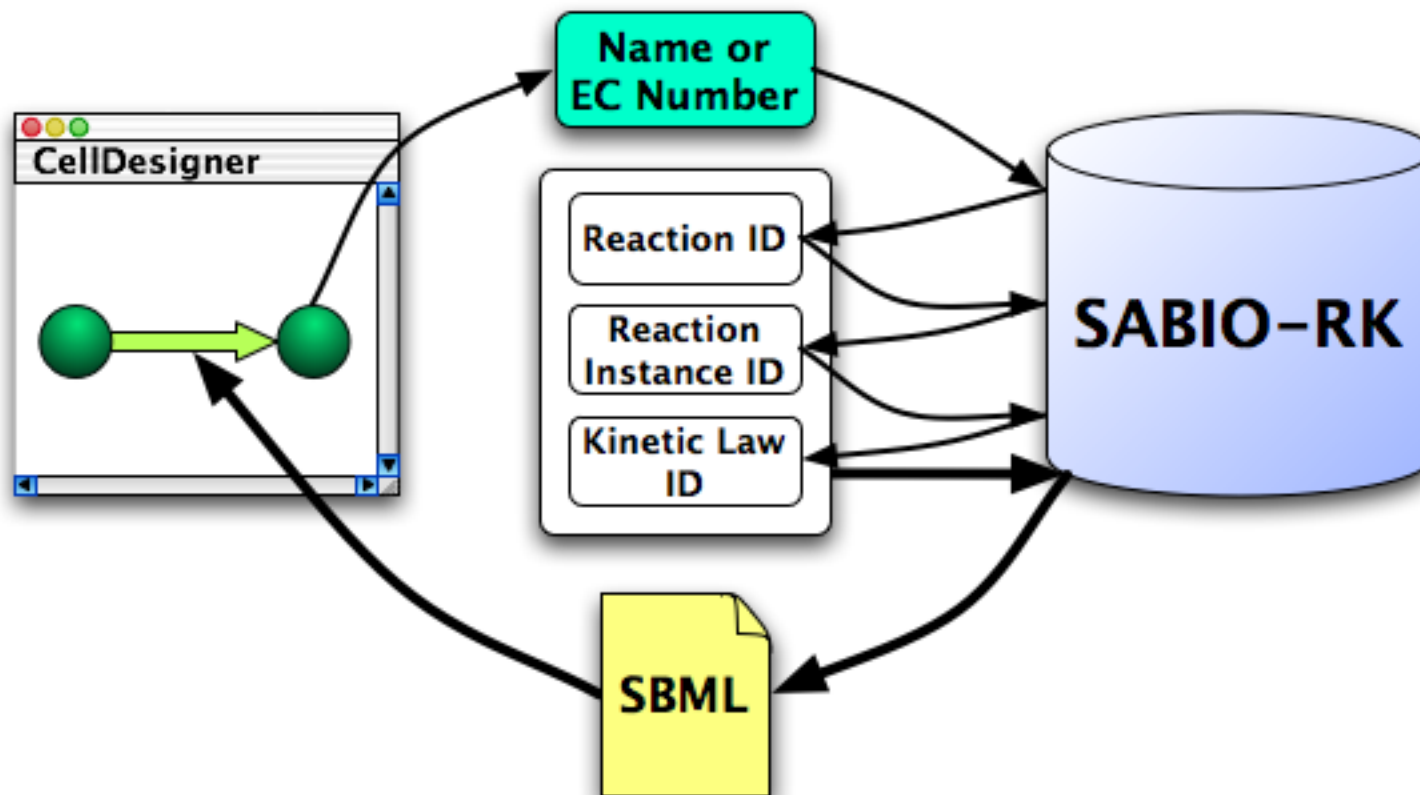 Name or
EC Number
CellDesigner
Reaction ID
Reaction
Instance ID
Kinetic Law
ID
SABIO–RK
SBML